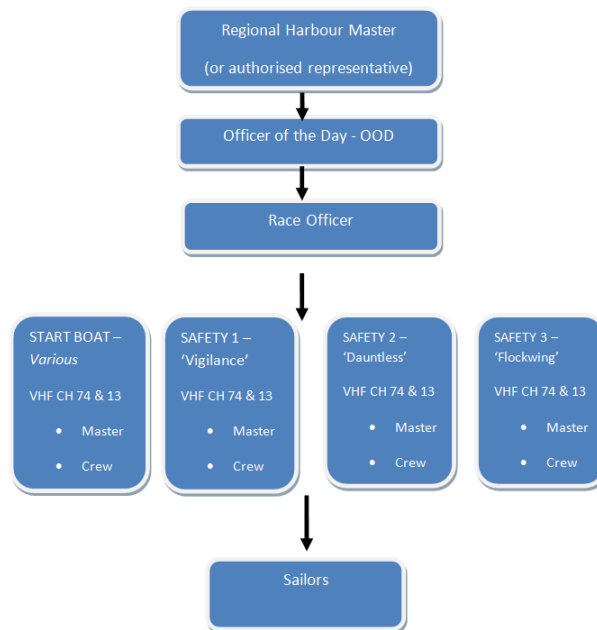 Regional Harbour Master
(or authorised representative)
Officer of the Day - OOD
Race Officer
START BOAT –
Various
VHF CH 74 & 13
• Master
• Crew
SAFETY 1 –
‘Vigilance’
VHF CH 74 & 13
• Master
• Crew
SAFETY 2 –
‘Dauntless’
VHF CH 74 & 13
• Master
• Crew
SAFETY 3 –
‘Flockwing’
VHF CH 74 & 13
• Master
• Crew
Sailors